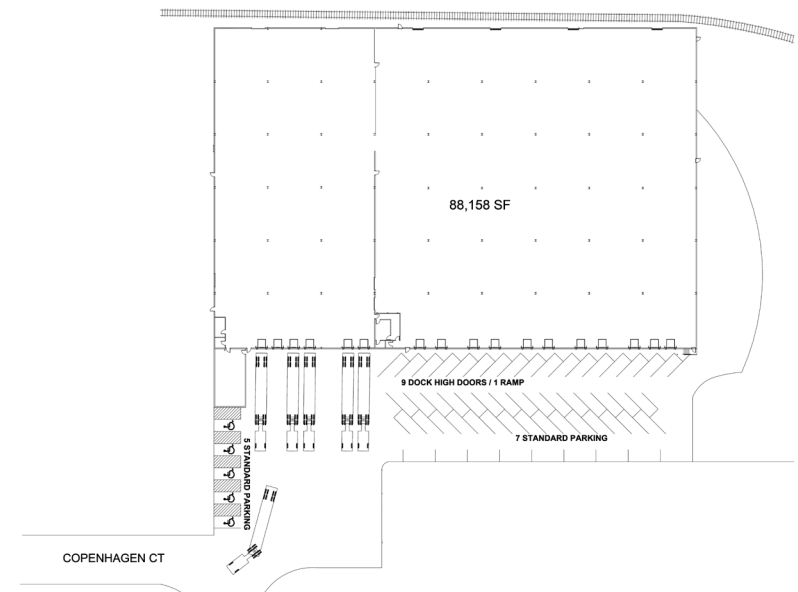 88,158 SF
9 DOCK HIGH DOORS / 1 RAMP
7 STANDARD PARKING
5 STANDARD PARKING
COPENHAGEN CT